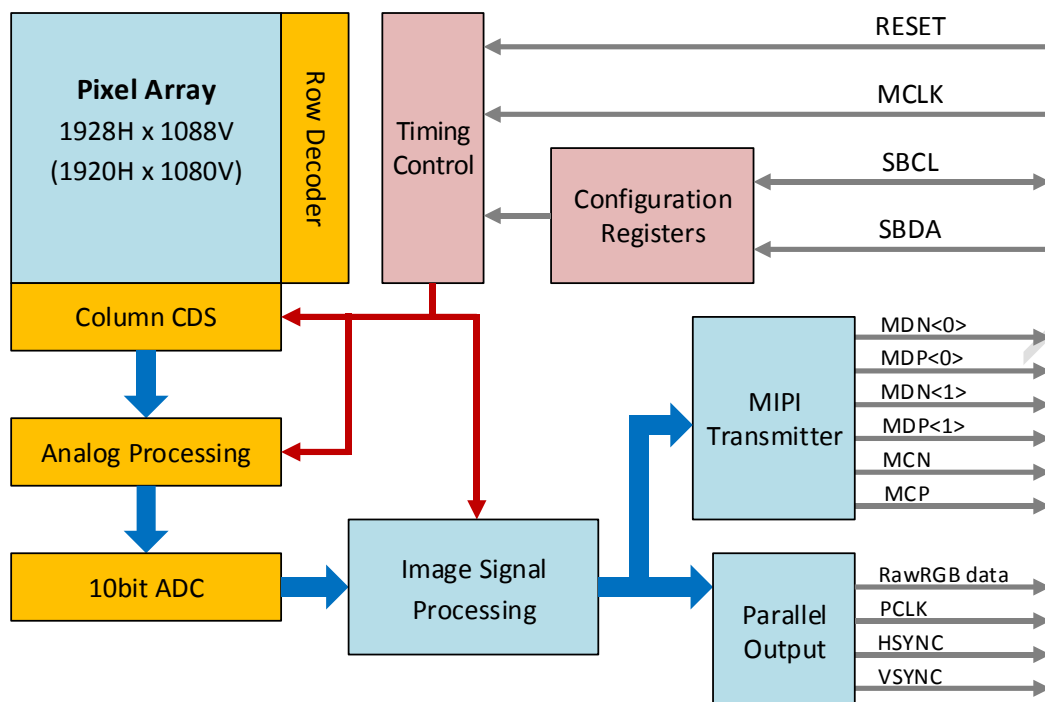 Pixel Array
1928H x 1088V
(1920H x 1080V)
Row Decoder
Column CDS
Analog Processing
10bit ADC
Timing
Control
Configuration
Registers
RESET
MCLK
SBCL
SBDA
Image Signal
Processing
MIPI
Transmitter
MDN<0>
MDP<0>
MDN<1>
MDP<1>
MCN
MCP
Parallel
Output
RawRGB data
PCLK
HSYNC
VSYNC